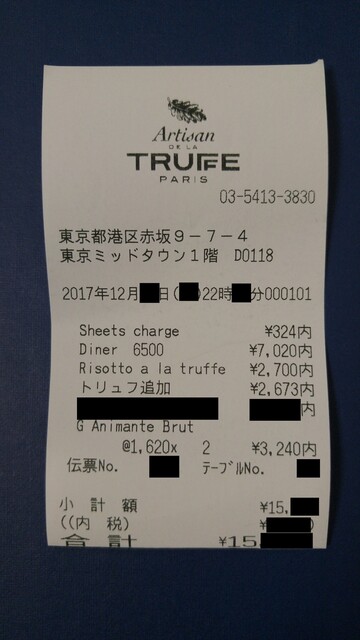 Artisan
DE LA
TRUFFE
PARIS
03-5413-3830
東京都港区赤坂9-7-4
東京ミッドタウン1階 D0118
2017年12月 日( )22時 分000101
Sheets charge ¥324内
Diner 6500 ¥7,020内
Risotto a la truffe ¥2,700内
トリュフ追加 ¥2,673内
内
G Animante Brut
@1,620x 2 ¥3,240内
伝票No. テーブルNo.
小 計 額 ¥15,
((内 税) ¥ )
合 計 ¥15